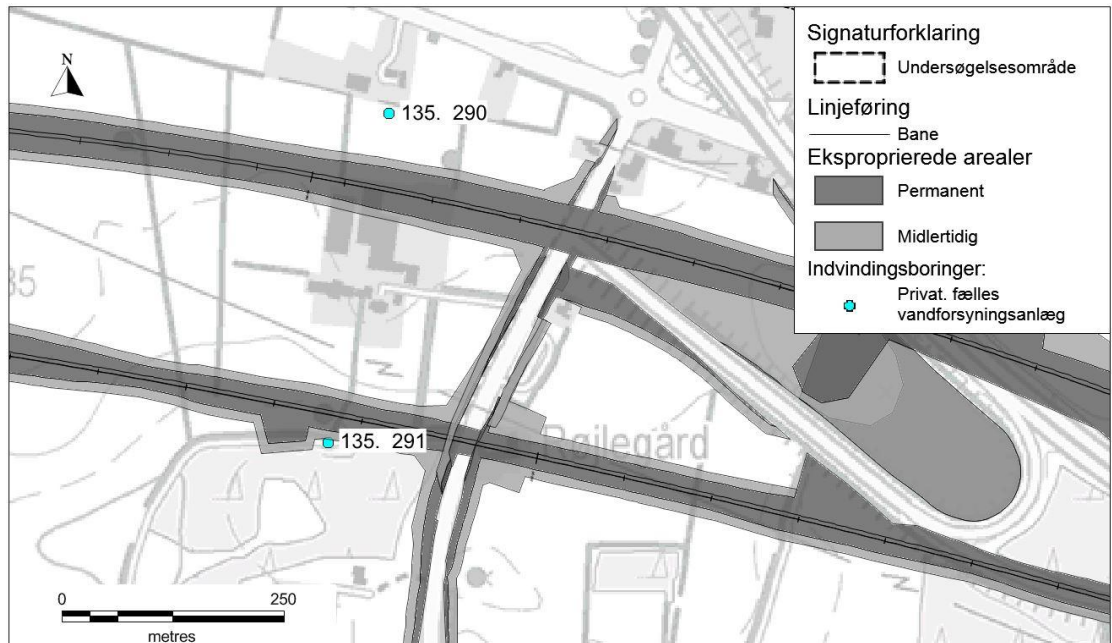 N
135. 290
Signaturforklaring
Undersøgelsesområde
Linjeføring
Bane
Eksproprierede arealer
Permanent
Midlertidig
Indvindingsboringer:
Privat. fælles
vandforsyningsanlæg
35
135. 291
Røjlegård
0 250
metres